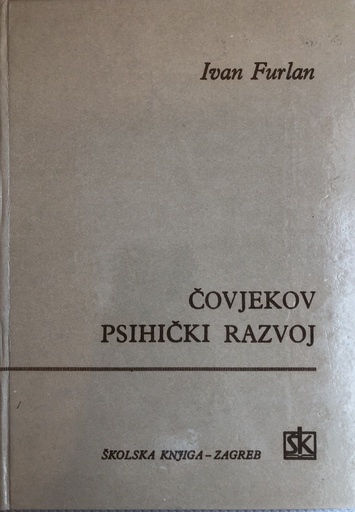 Ivan Furlan
ČOVJEKOV
PSIHIČKI RAZVOJ
ŠKOLSKA KNJIGA – ZAGREB
šk